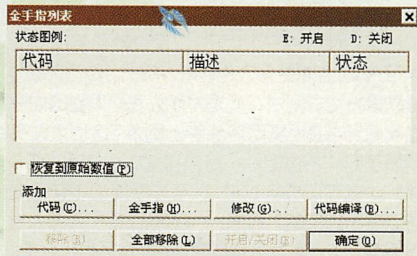 金手指列表
状态图例: E: 开启 D: 关闭
代码 描述 状态
恢复到原始数值(P)
添加
代码(C)... 金手指(H)... 修改(G)... 代码编译(B)...
移除(R) 全部移除(L) 开启/关闭(E) 确定(O)